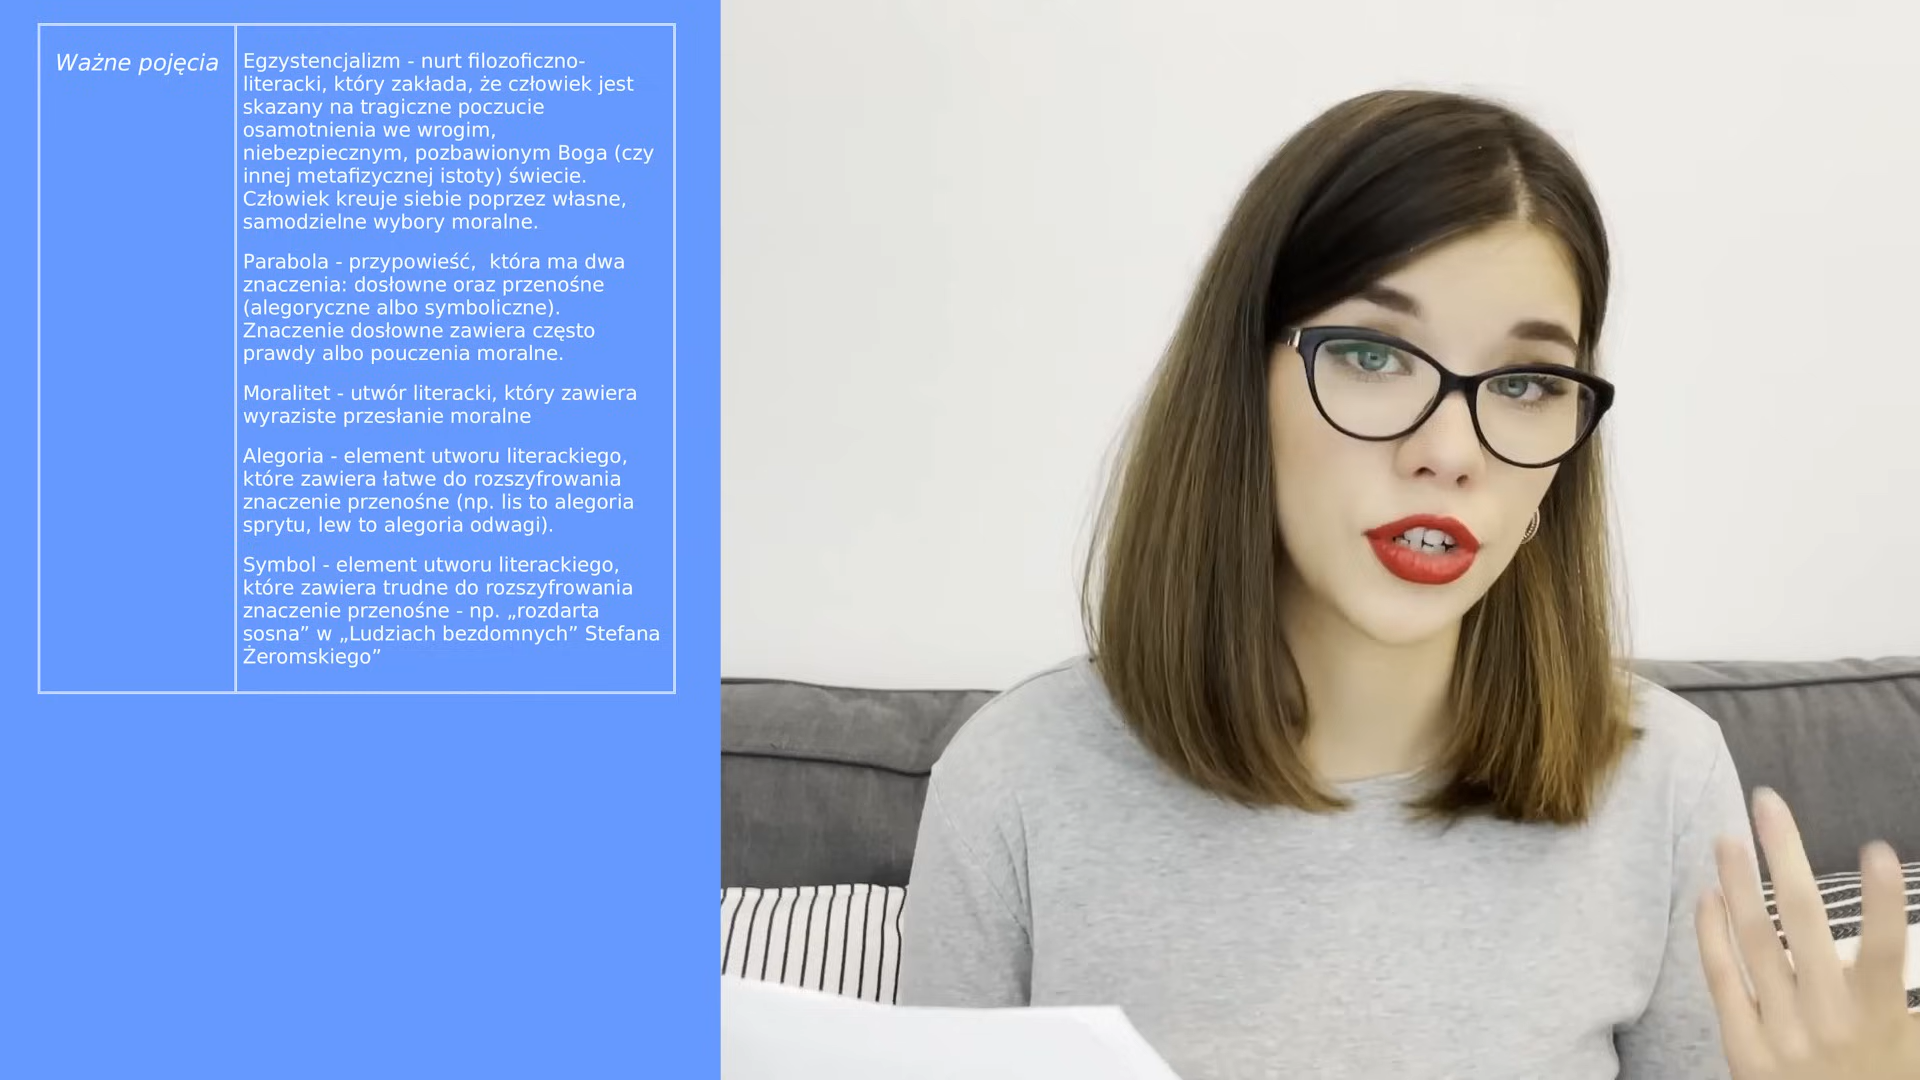 Ważne pojęcia
Egzystencjalizm - nurt filozoficzno-
literacki, który zakłada, że człowiek jest
skazany na tragiczne poczucie
osamotnienia we wrogim,
niebezpiecznym, pozbawionym Boga (czy
innej metafizycznej istoty) świecie.
Człowiek kreuje siebie poprzez własne,
samodzielne wybory moralne.
Parabola - przypowieść,  która ma dwa
znaczenia: dosłowne oraz przenośne
(alegoryczne albo symboliczne).
Znaczenie dosłowne zawiera często
prawdy albo pouczenia moralne.
Moralitet - utwór literacki, który zawiera
wyraziste przesłanie moralne
Alegoria - element utworu literackiego,
które zawiera łatwe do rozszyfrowania
znaczenie przenośne (np. lis to alegoria
sprytu, lew to alegoria odwagi).
Symbol - element utworu literackiego,
które zawiera trudne do rozszyfrowania
znaczenie przenośne - np. „rozdarta
sosna” w „Ludziach bezdomnych” Stefana
Żeromskiego”